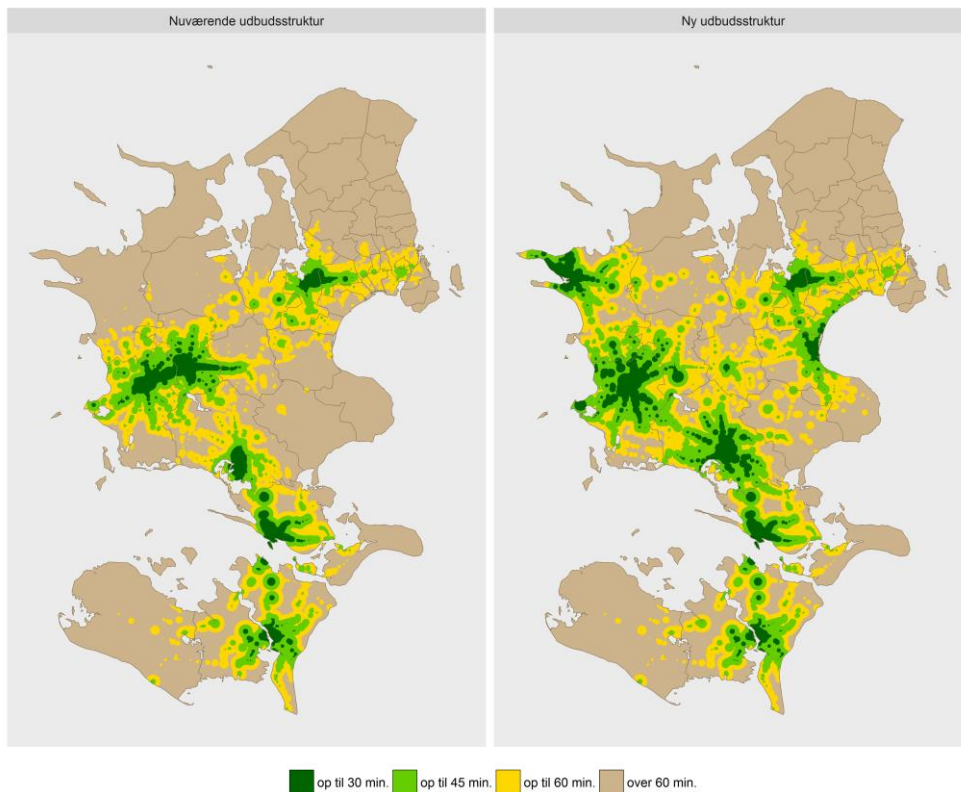 Nuværende udbudsstruktur
Ny udbudsstruktur
op til 30 min.
op til 45 min.
op til 60 min.
over 60 min.